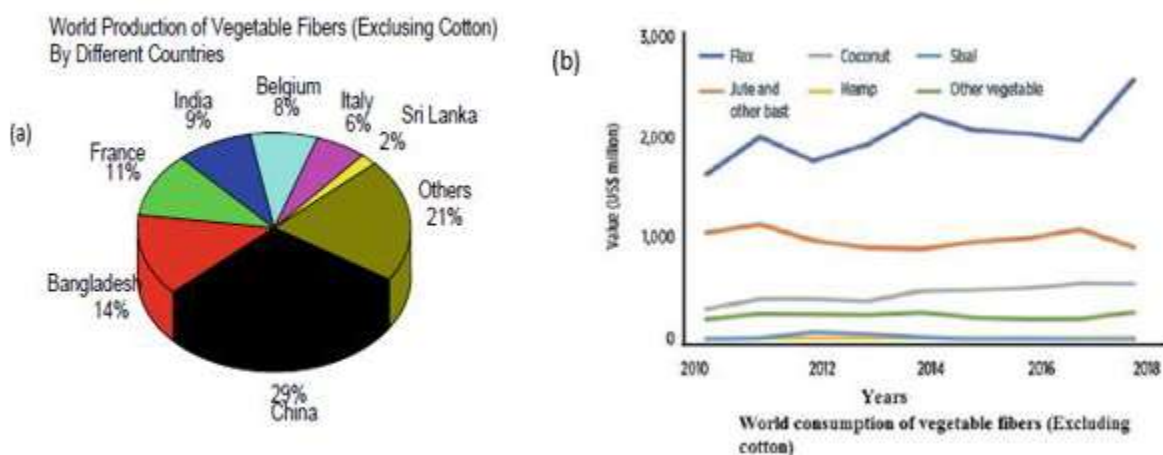 World Production of Vegetable Fibers (Excluding Cotton)
By Different Countries
(a)
Belgium
8%
Italy
6%
Sri Lanka
2%
India
9%
France
11%
Others
21%
Bangladesh
14%
29%
China
(b)
3,000
2,000
1,000
0
Value (US$ million)
Flax
Coconut
Sisal
Jute and
other bast
Hemp
Other vegetable
2010
2012
2014
2016
2018
Years
World consumption of vegetable fibers (Excluding
cotton)